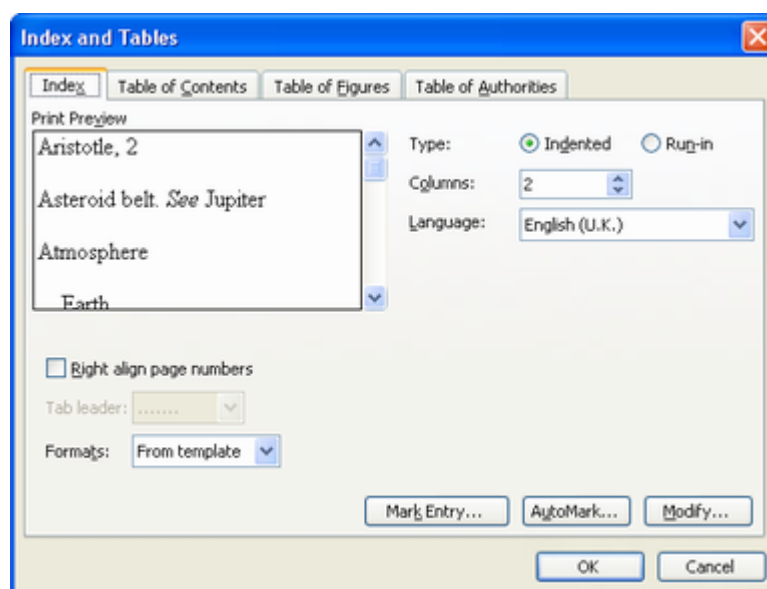 Index and Tables
Index Table of Contents Table of Figures Table of Authorities
Print Preview
Aristotle, 2
Asteroid belt. See Jupiter
Atmosphere
Earth
Type: Indented Run-in
Columns: 2
Language: English (U.K.)
Right align page numbers
Tab leader: .......
Formats: From template
Mark Entry... AutoMark... Modify...
OK Cancel